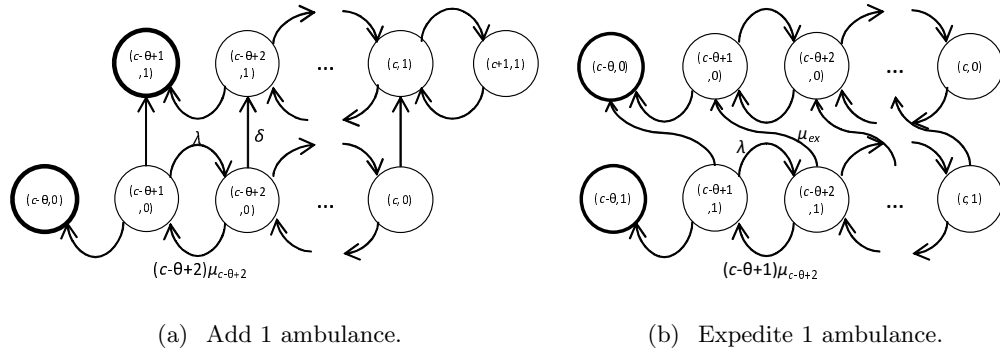 (c-θ+1
,1)
(c-θ+2
,1)
...
(c,1)
(c+1,1)
λ
δ
(c-θ,0)
(c-θ+1
,0)
(c-θ+2
,0)
...
(c,0)
(c-θ+2)μc-θ+2
(a) Add 1 ambulance.
(c-θ,0)
(c-θ+1
,0)
(c-θ+2
,0)
...
(c,0)
λ
μex
(c-θ,1)
(c-θ+1
,1)
(c-θ+2
,1)
...
(c,1)
(c-θ+1)μc-θ+2
(b) Expedite 1 ambulance.